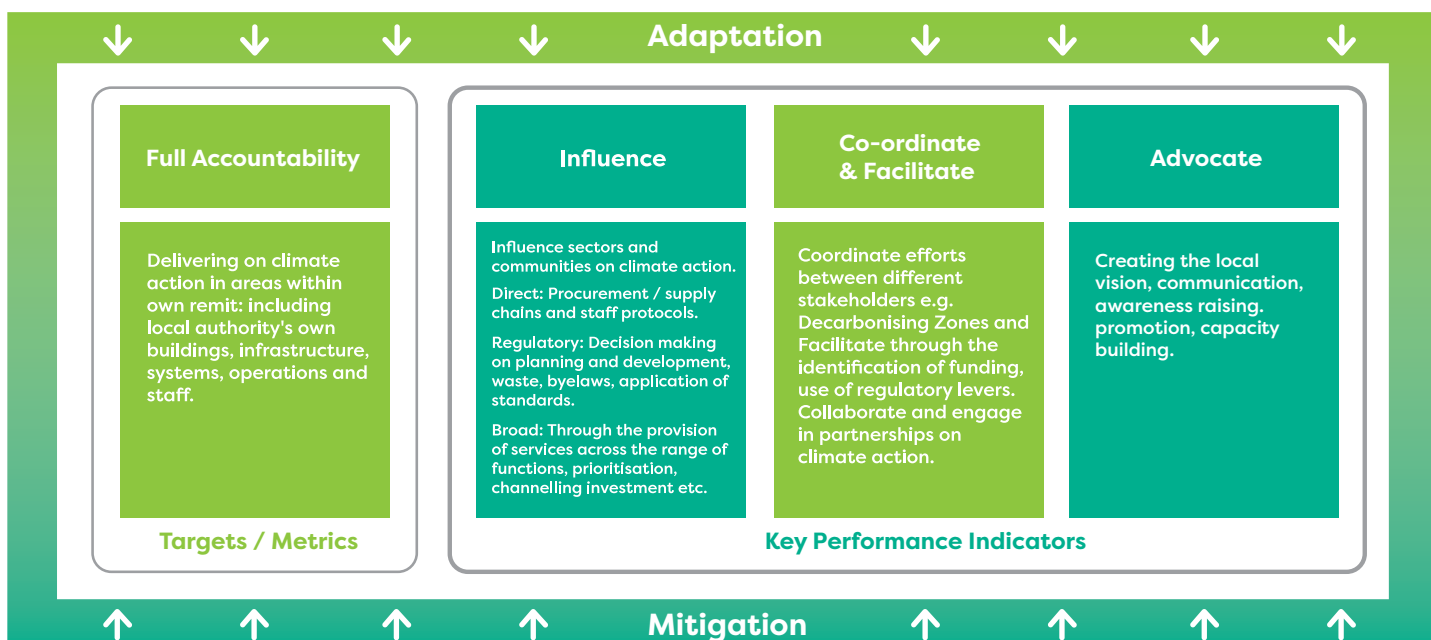 Adaptation
Full Accountability
Delivering on climate
action in areas within
own remit: including
local authority's own
buildings, infrastructure,
systems, operations and
staff.
Targets / Metrics
Influence
Influence sectors and
communities on climate action.
Direct: Procurement / supply
chains and staff protocols.
Regulatory: Decision making
on planning and development,
waste, byelaws, application of
standards.
Broad: Through the provision
of services across the range of
functions, prioritisation,
channelling investment etc.
Co-ordinate
& Facilitate
Coordinate efforts
between different
stakeholders e.g.
Decarbonising Zones and
Facilitate through the
identification of funding,
use of regulatory levers.
Collaborate and engage
in partnerships on
climate action.
Advocate
Creating the local
vision, communication,
awareness raising.
promotion, capacity
building.
Key Performance Indicators
Mitigation